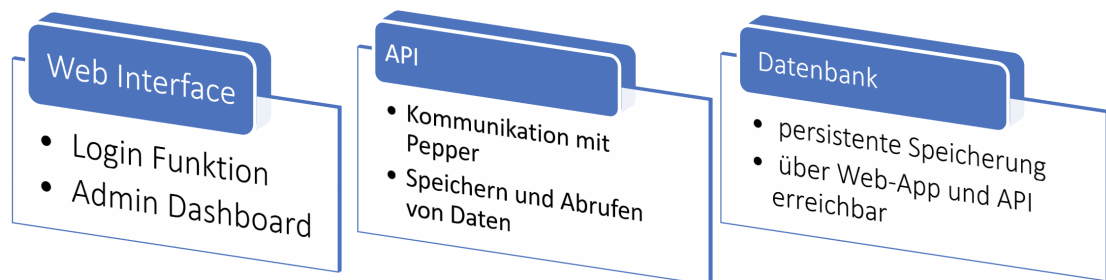 Web Interface
• Login Funktion
• Admin Dashboard
API
• Kommunikation mit
Pepper
• Speichern und Abrufen
von Daten
Datenbank
• persistente Speicherung
• über Web-App und API
erreichbar